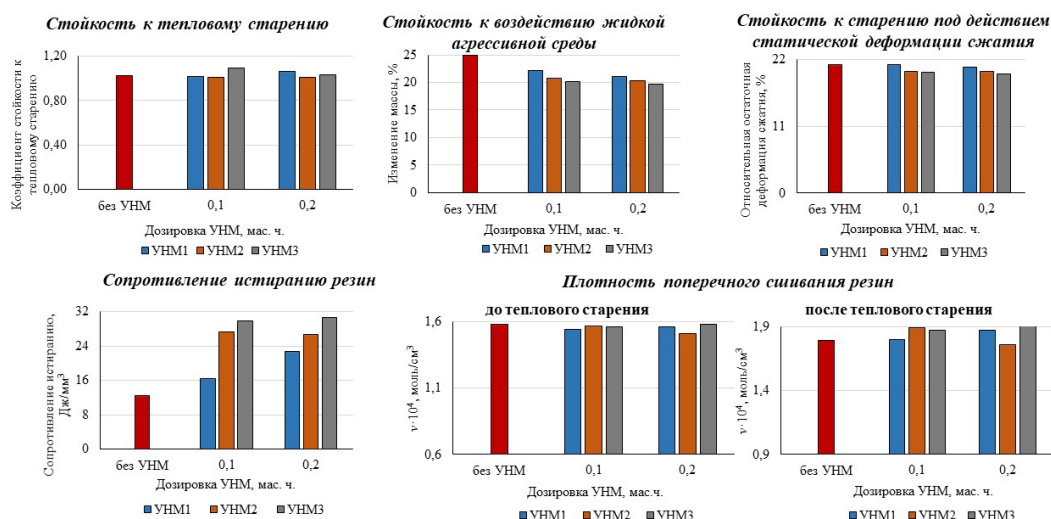 Стойкость к тепловому старению
Коэффициент стойкости к
тепловому старению
1,20
0,80
0,40
0,00
без УНМ
0,1
0,2
Дозировка УНМ, мас. ч.
УНМ1 УНМ2 УНМ3
Стойкость к воздействию жидкой
агрессивной среды
Изменение массы, %
25
20
15
10
5
0
без УНМ
0,1
0,2
Дозировка УНМ, мас. ч.
УНМ1 УНМ2 УНМ3
Стойкость к старению под действием
статической деформации сжатия
Относительная остаточная
деформация сжатия, %
22
11
0
без УНМ
0,1
0,2
Дозировка УНМ, мас. ч.
УНМ1 УНМ2 УНМ3
Сопротивление истиранию резин
Сопротивление истиранию,
Дж/мм³
32
24
16
8
0
без УНМ
0,1
0,2
Дозировка УНМ, мас. ч.
УНМ1 УНМ2 УНМ3
Плотность поперечного сшивания резин
до теплового старения
ν·10⁴, моль/см³
1,6
1,1
0,6
без УНМ
0,1
0,2
Дозировка УНМ, мас.ч.
УНМ1 УНМ2 УНМ3
после теплового старения
ν·10⁴, моль/см³
1,9
1,4
0,9
без УНМ
0,1
0,2
Дозировка УНМ, мас. ч.
УНМ1 УНМ2 УНМ3